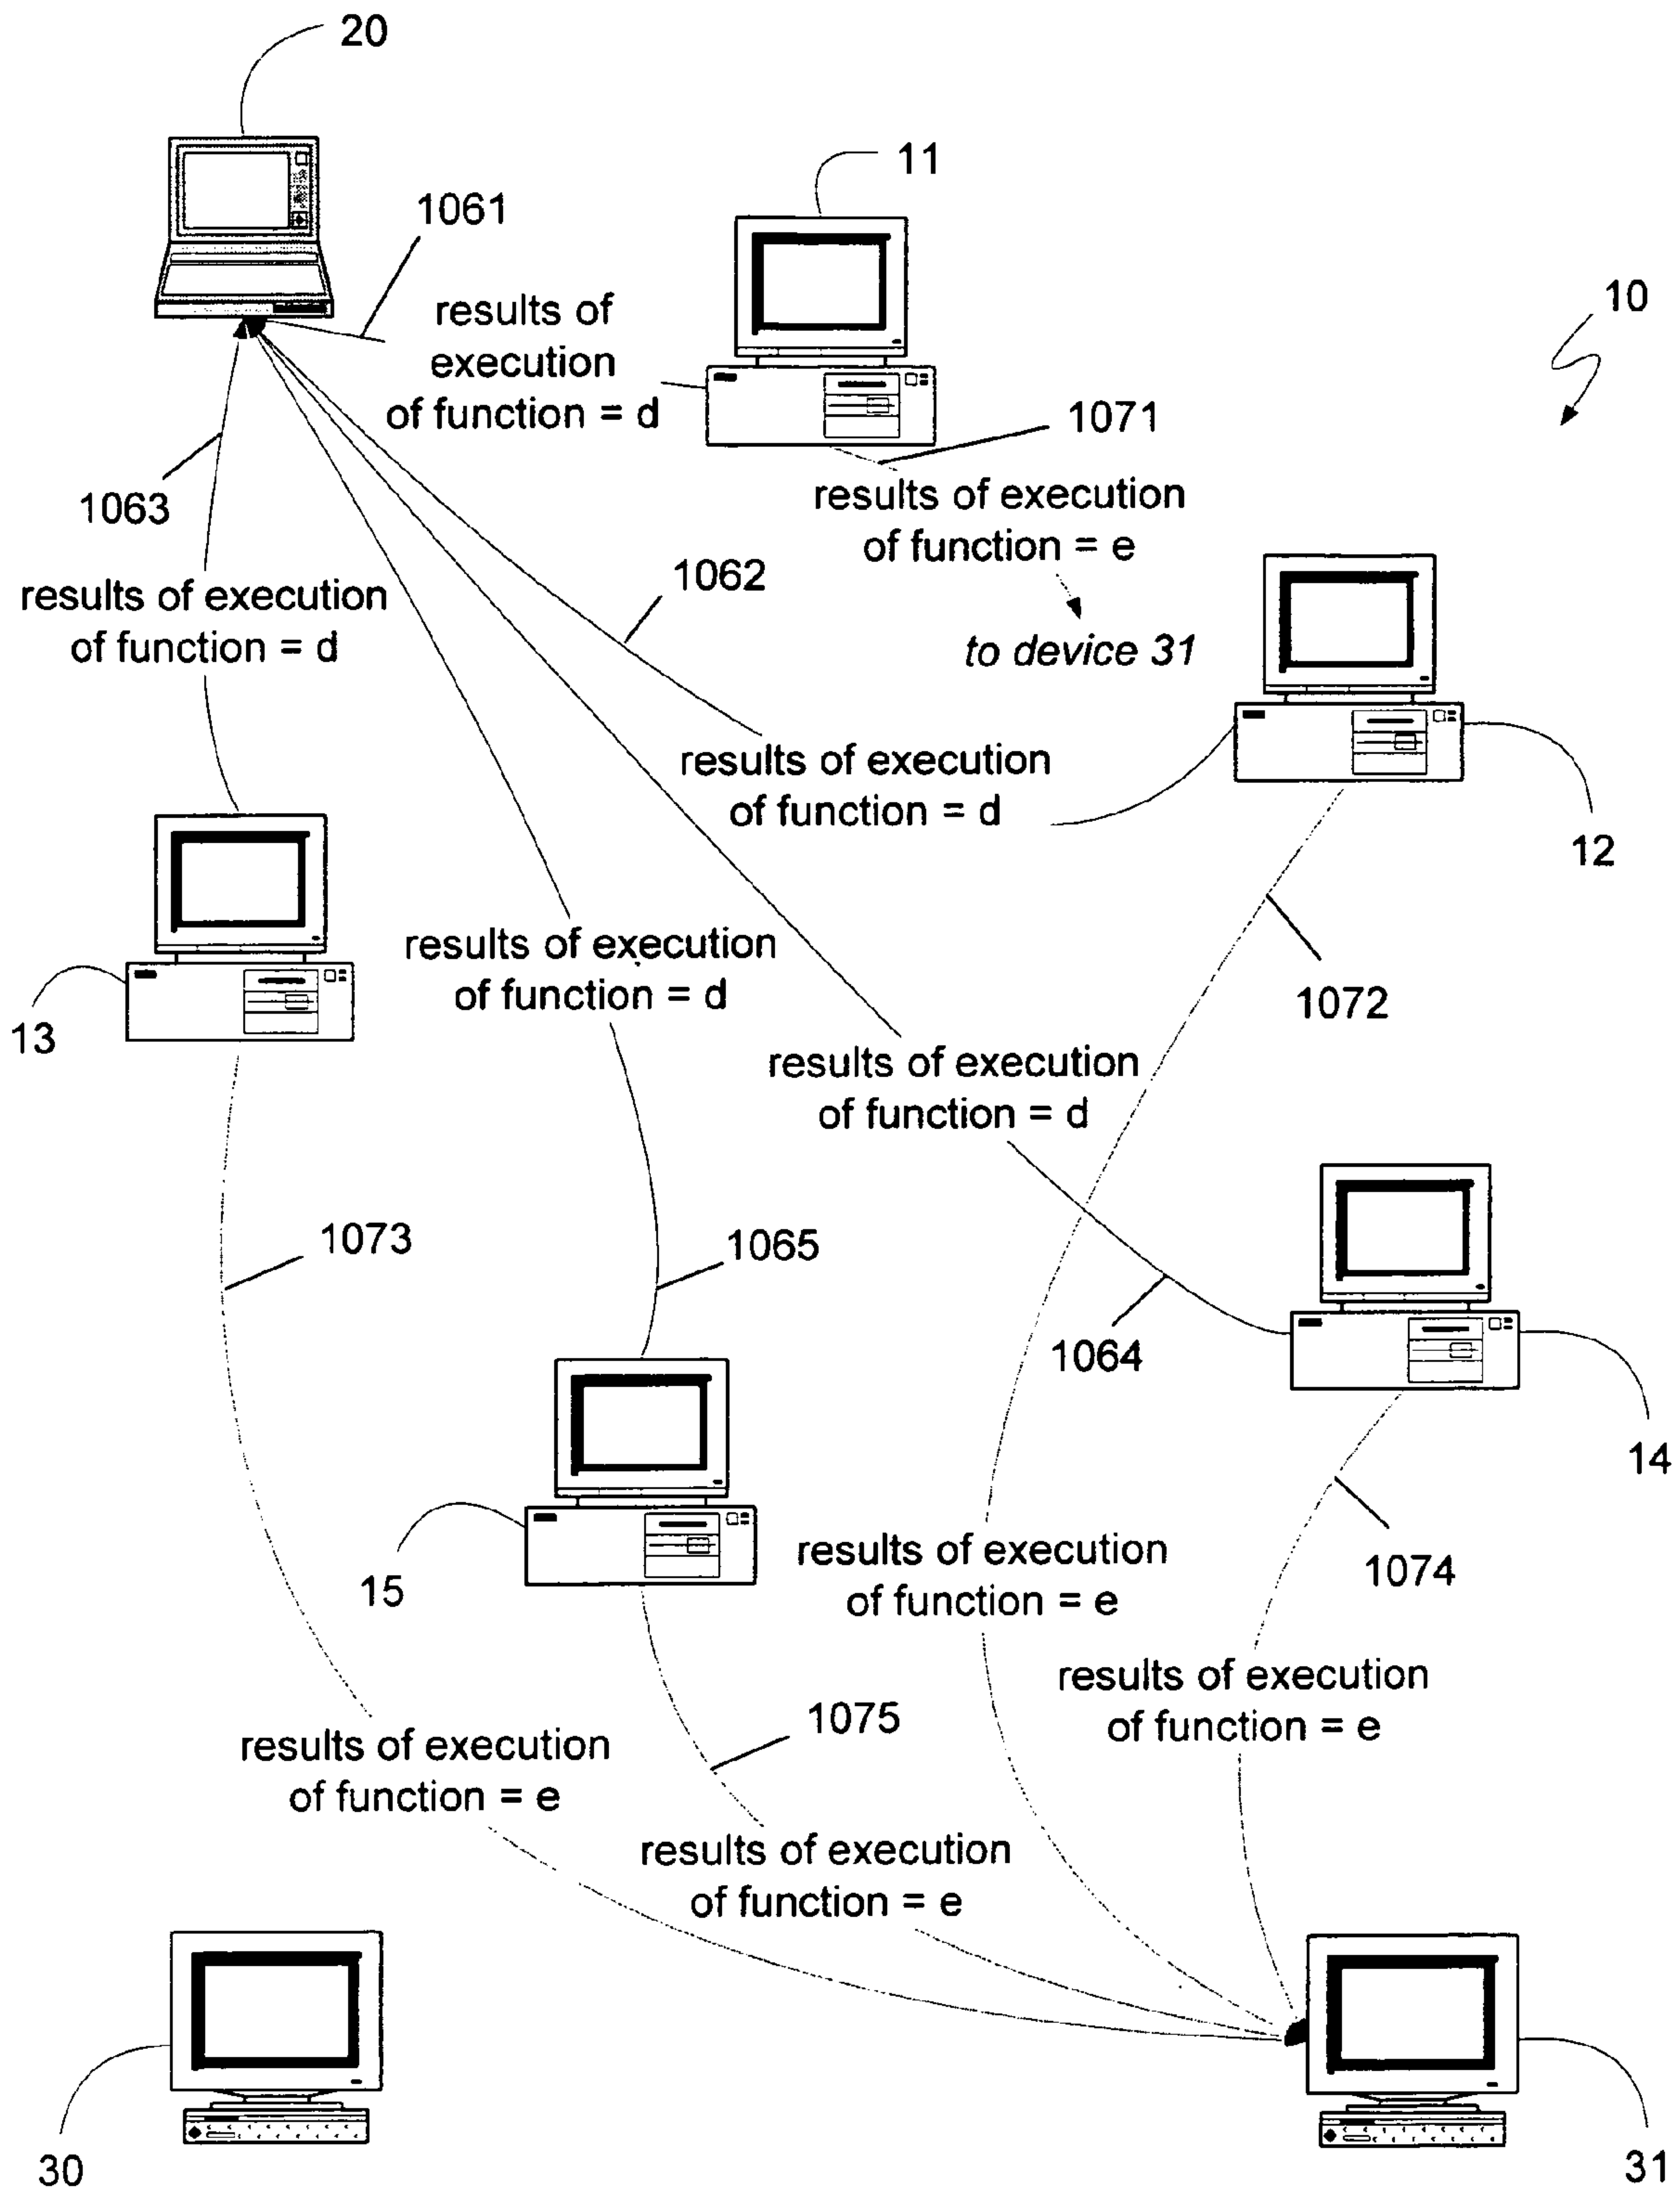 20
11
1061
10
results of
execution
of function = d
1071
results of execution
of function = e
1063
1062
results of execution
of function = d
to device 31
results of execution
of function = d
12
results of execution
of function = d
1072
13
results of execution
of function = d
1073
1065
1064
14
15
results of execution
of function = e
1074
results of execution
of function = e
1075
results of execution
of function = e
results of execution
of function = e
30
31